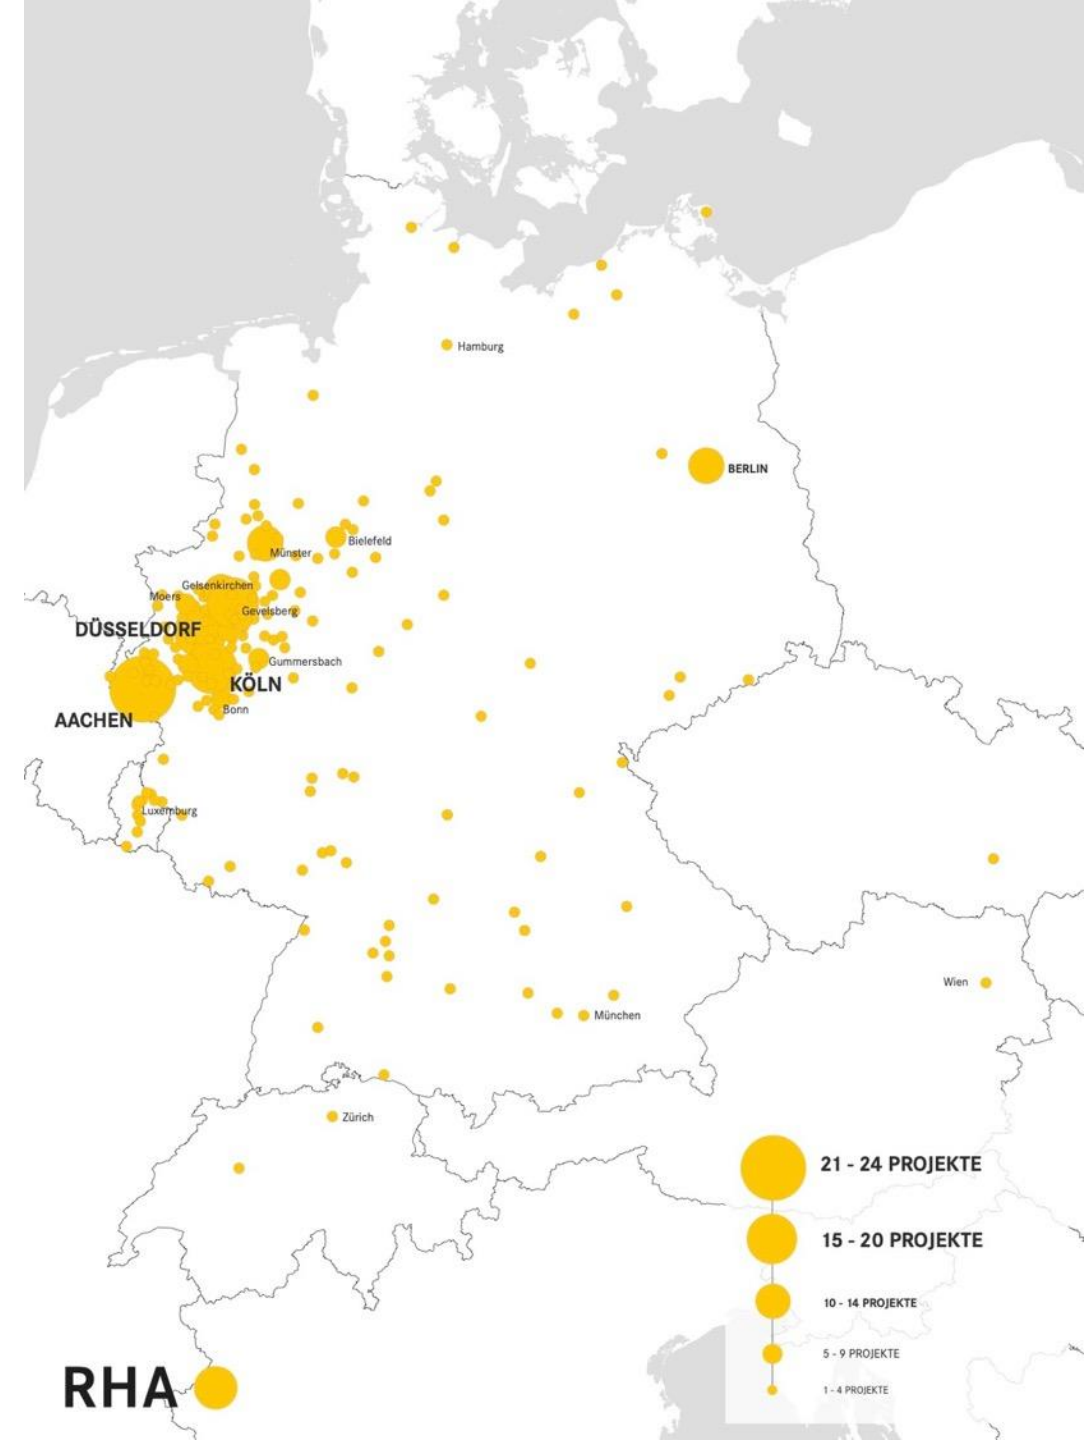 Hamburg
BERLIN
Bielefeld
Münster
Gelsenkirchen
Moers
Gevelsberg
DÜSSELDORF
Gummersbach
KÖLN
Bonn
AACHEN
Luxemburg
Wien
München
Zürich
21 - 24 PROJEKTE
15 - 20 PROJEKTE
10 - 14 PROJEKTE
5 - 9 PROJEKTE
1 - 4 PROJEKTE
RHA